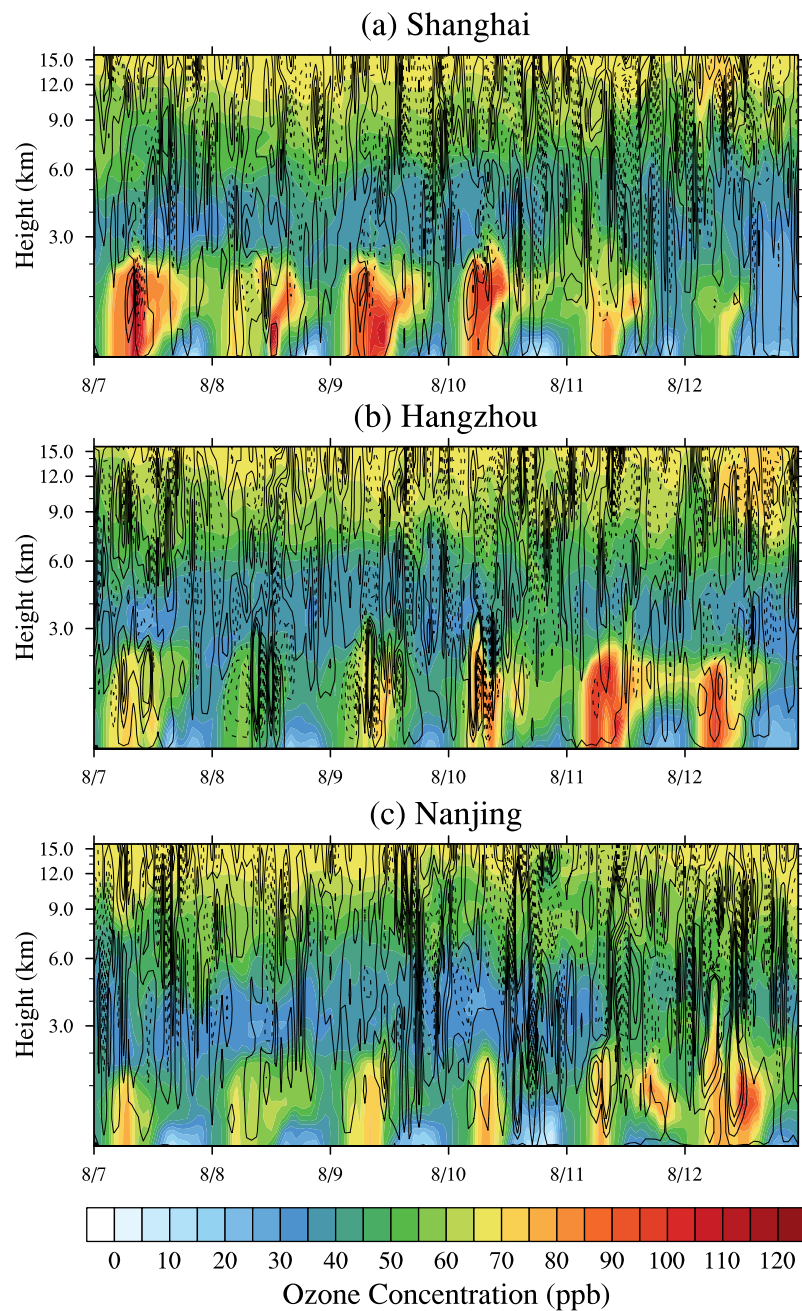 (a) Shanghai
15.0
12.0
9.0
6.0
3.0
Height (km)
8/7 8/8 8/9 8/10 8/11 8/12
(b) Hangzhou
15.0
12.0
9.0
6.0
3.0
Height (km)
8/7 8/8 8/9 8/10 8/11 8/12
(c) Nanjing
15.0
12.0
9.0
6.0
3.0
Height (km)
8/7 8/8 8/9 8/10 8/11 8/12
0 10 20 30 40 50 60 70 80 90 100 110 120
Ozone Concentration (ppb)